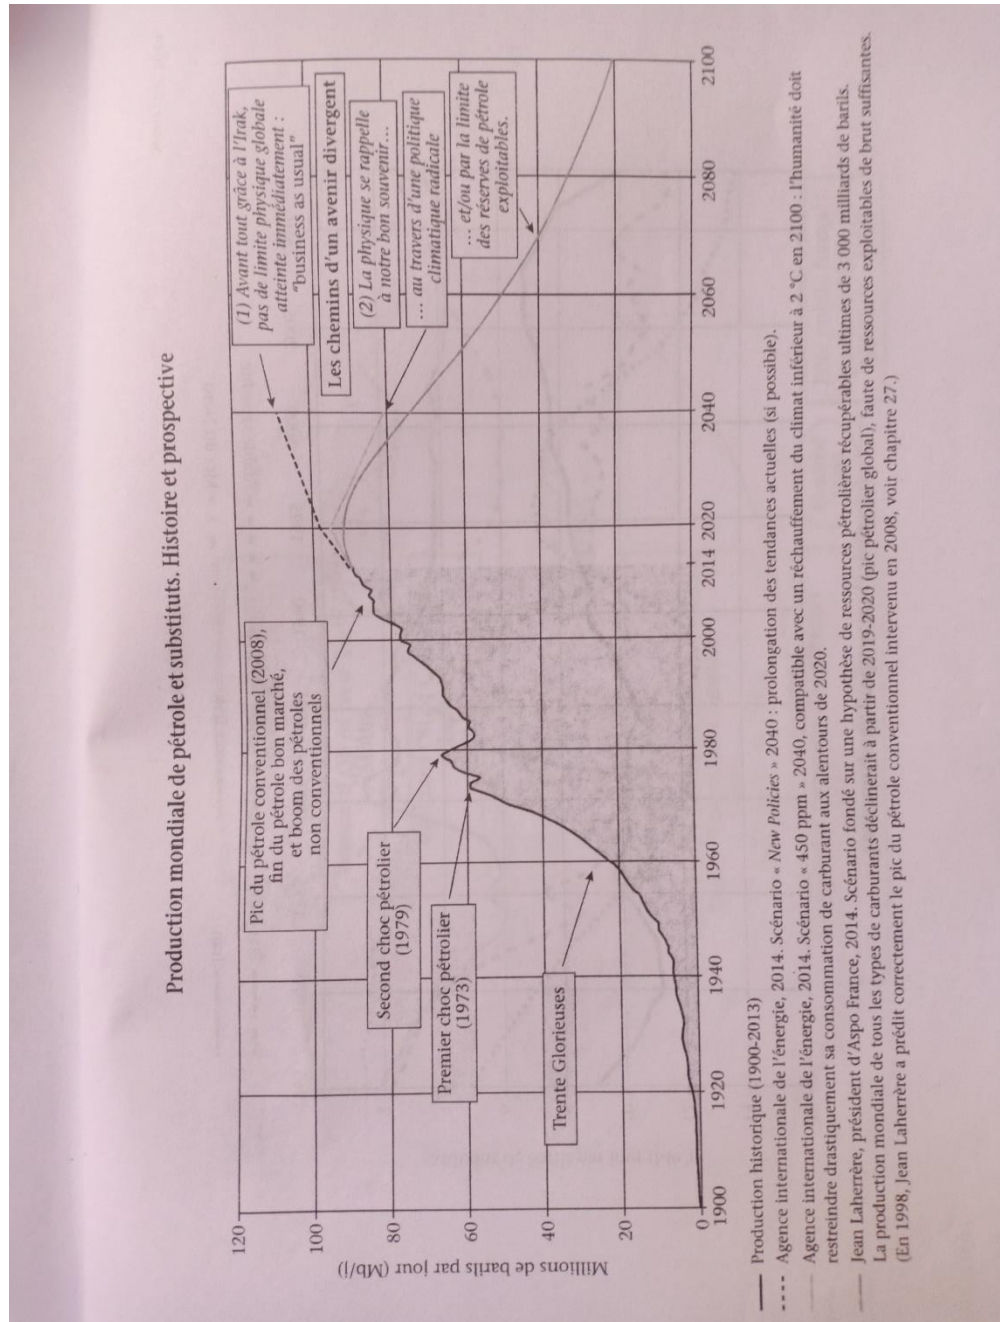 Production mondiale de pétrole et substituts. Histoire et prospective
Millions de barils par jour (Mb/j)
120
100
80
60
40
20
0
1900
1920
1940
1960
1980
2000
2014
2020
2040
2060
2080
2100
Pic du pétrole conventionnel (2008),
fin du pétrole bon marché,
et boom des pétroles
non conventionnels
Second choc pétrolier
(1979)
Premier choc pétrolier
(1973)
Trente Glorieuses
(1) Avant tout grâce à l'Irak,
pas de limite physique globale
atteinte immédiatement :
"business as usual"
Les chemins d'un avenir divergent
(2) La physique se rappelle
à notre bon souvenir…
… au travers d'une politique
climatique radicale
… et/ou par la limite
des réserves de pétrole
exploitables.
Production historique (1900-2013)
Agence internationale de l'énergie, 2014. Scénario « New Policies » 2040 : prolongation des tendances actuelles (si possible).
Agence internationale de l'énergie, 2014. Scénario « 450 ppm » 2040, compatible avec un réchauffement du climat inférieur à 2 °C en 2100 : l'humanité doit
restreindre drastiquement sa consommation de carburant aux alentours de 2020.
Jean Laherrère, président d'Aspo France, 2014. Scénario fondé sur une hypothèse de ressources pétrolières récupérables ultimes de 3 000 milliards de barils.
La production mondiale de tous les types de carburants déclinerait à partir de 2019-2020 (pic pétrolier global), faute de ressources exploitables de brut suffisantes.
(En 1998, Jean Laherrère a prédit correctement le pic du pétrole conventionnel intervenu en 2008, voir chapitre 27.)